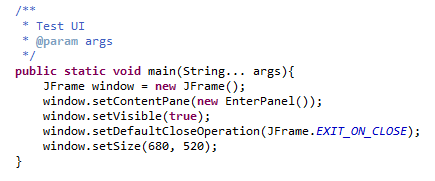 /**
 * Test UI
 * @param args
 */
public static void main(String... args){
    JFrame window = new JFrame();
    window.setContentPane(new EnterPanel());
    window.setVisible(true);
    window.setDefaultCloseOperation(JFrame.EXIT_ON_CLOSE);
    window.setSize(680, 520);
}